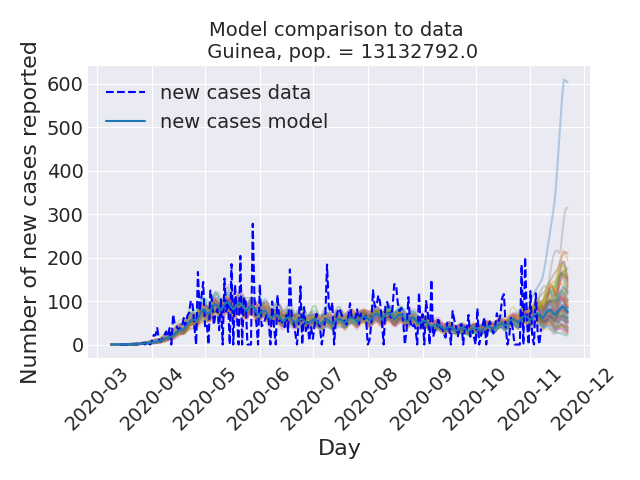 Model comparison to data
Guinea, pop. = 13132792.0
Number of new cases reported
600
500
400
300
200
100
0
new cases data
new cases model
2020-03
2020-04
2020-05
2020-06
2020-07
2020-08
2020-09
2020-10
2020-11
2020-12
Day